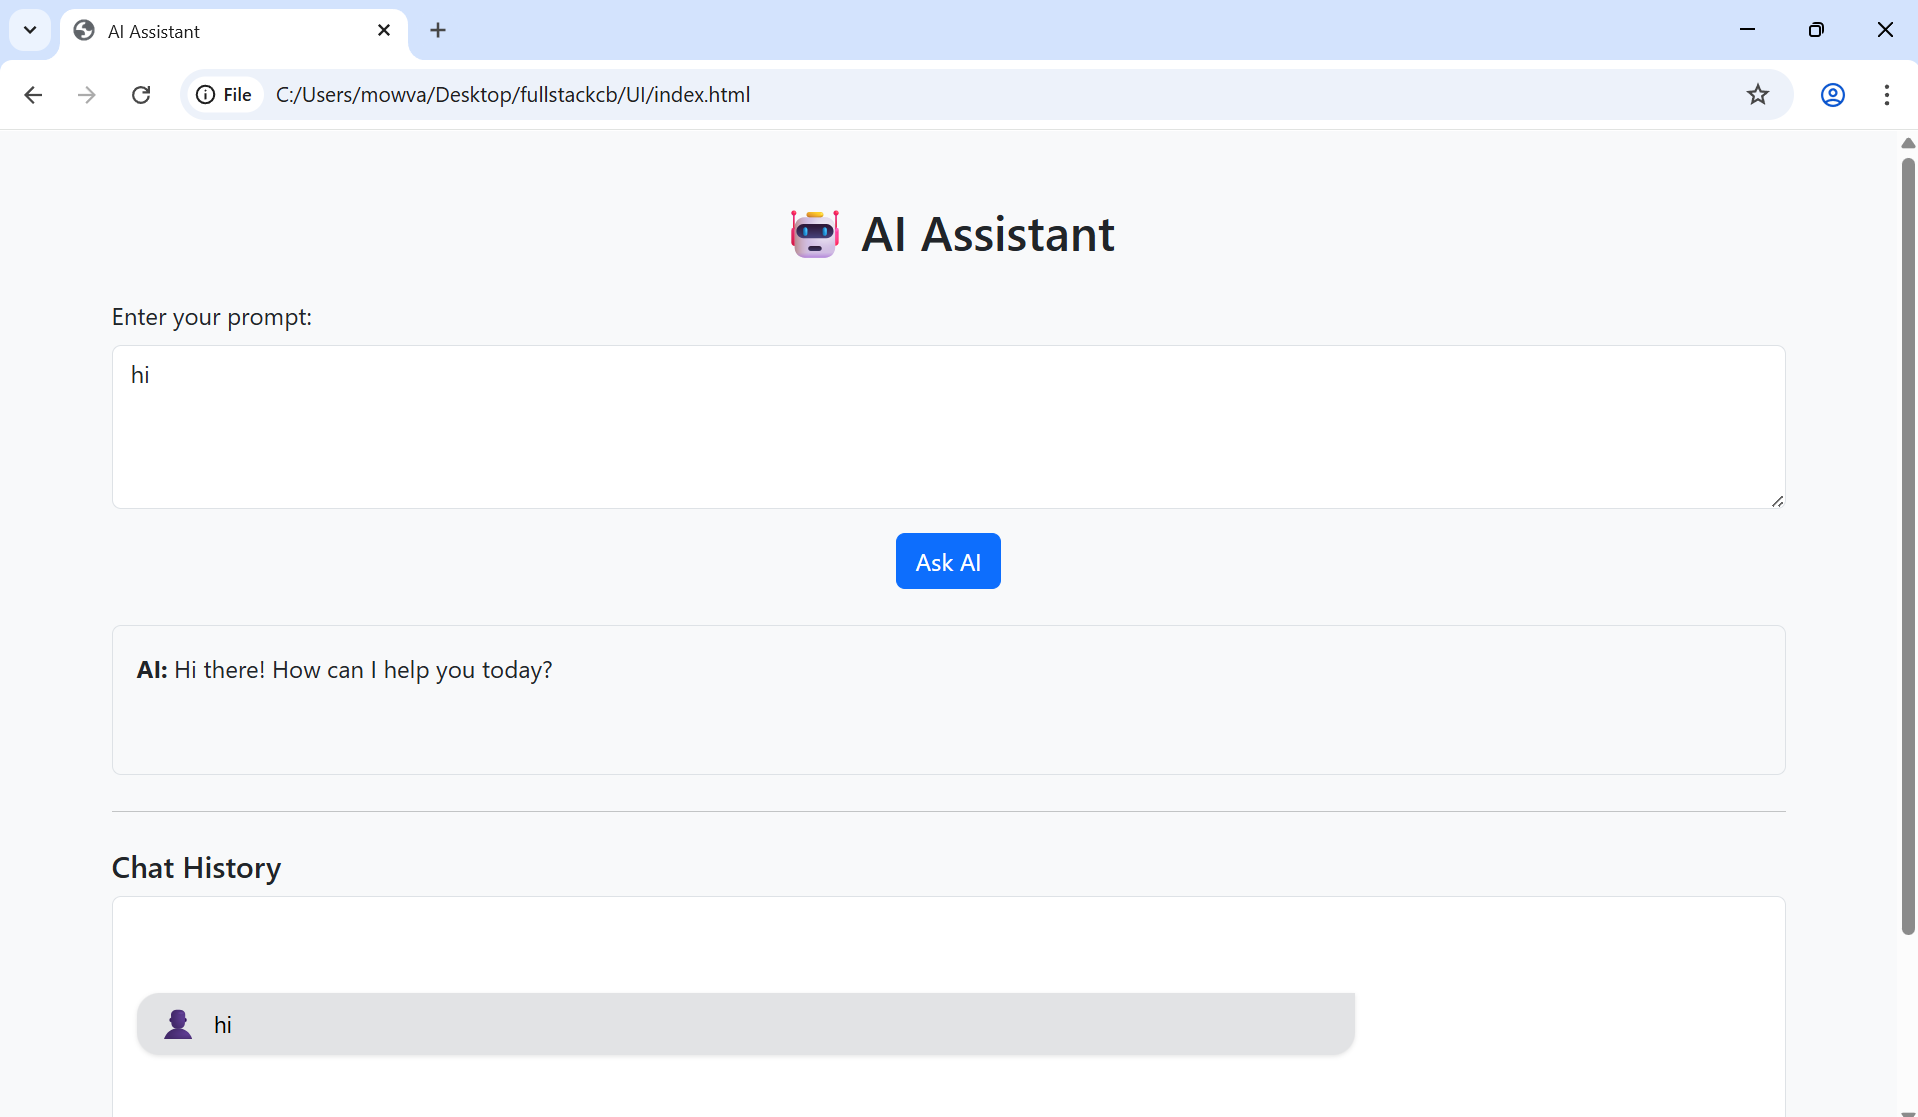 AI Assistant
File C:/Users/mowva/Desktop/fullstackcb/UI/index.html
AI Assistant
Enter your prompt:
hi
Ask AI
AI: Hi there! How can I help you today?
Chat History
hi